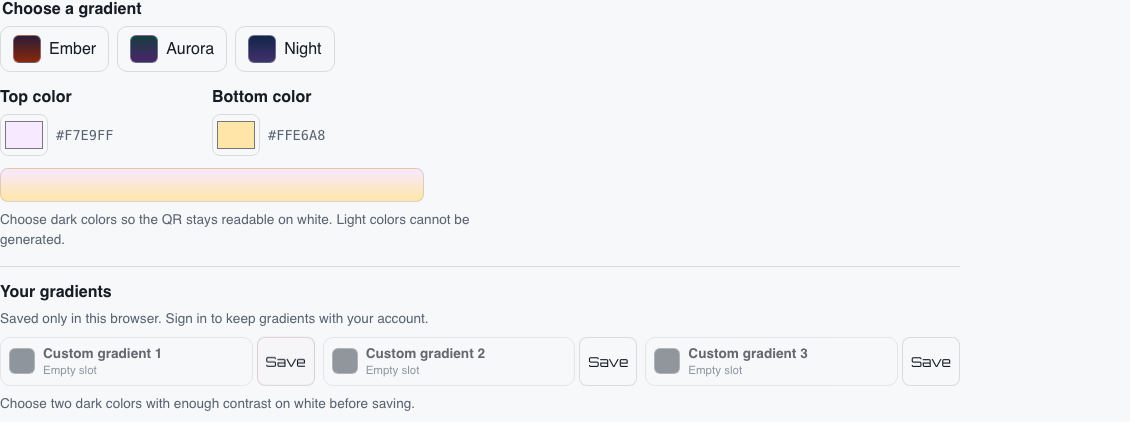 Choose a gradient
Ember Aurora Night
Top color Bottom color
#F7E9FF #FFE6A8
Choose dark colors so the QR stays readable on white. Light colors cannot be
generated.
Your gradients
Saved only in this browser. Sign in to keep gradients with your account.
Custom gradient 1 Save Custom gradient 2 Save Custom gradient 3 Save
Empty slot Empty slot Empty slot
Choose two dark colors with enough contrast on white before saving.